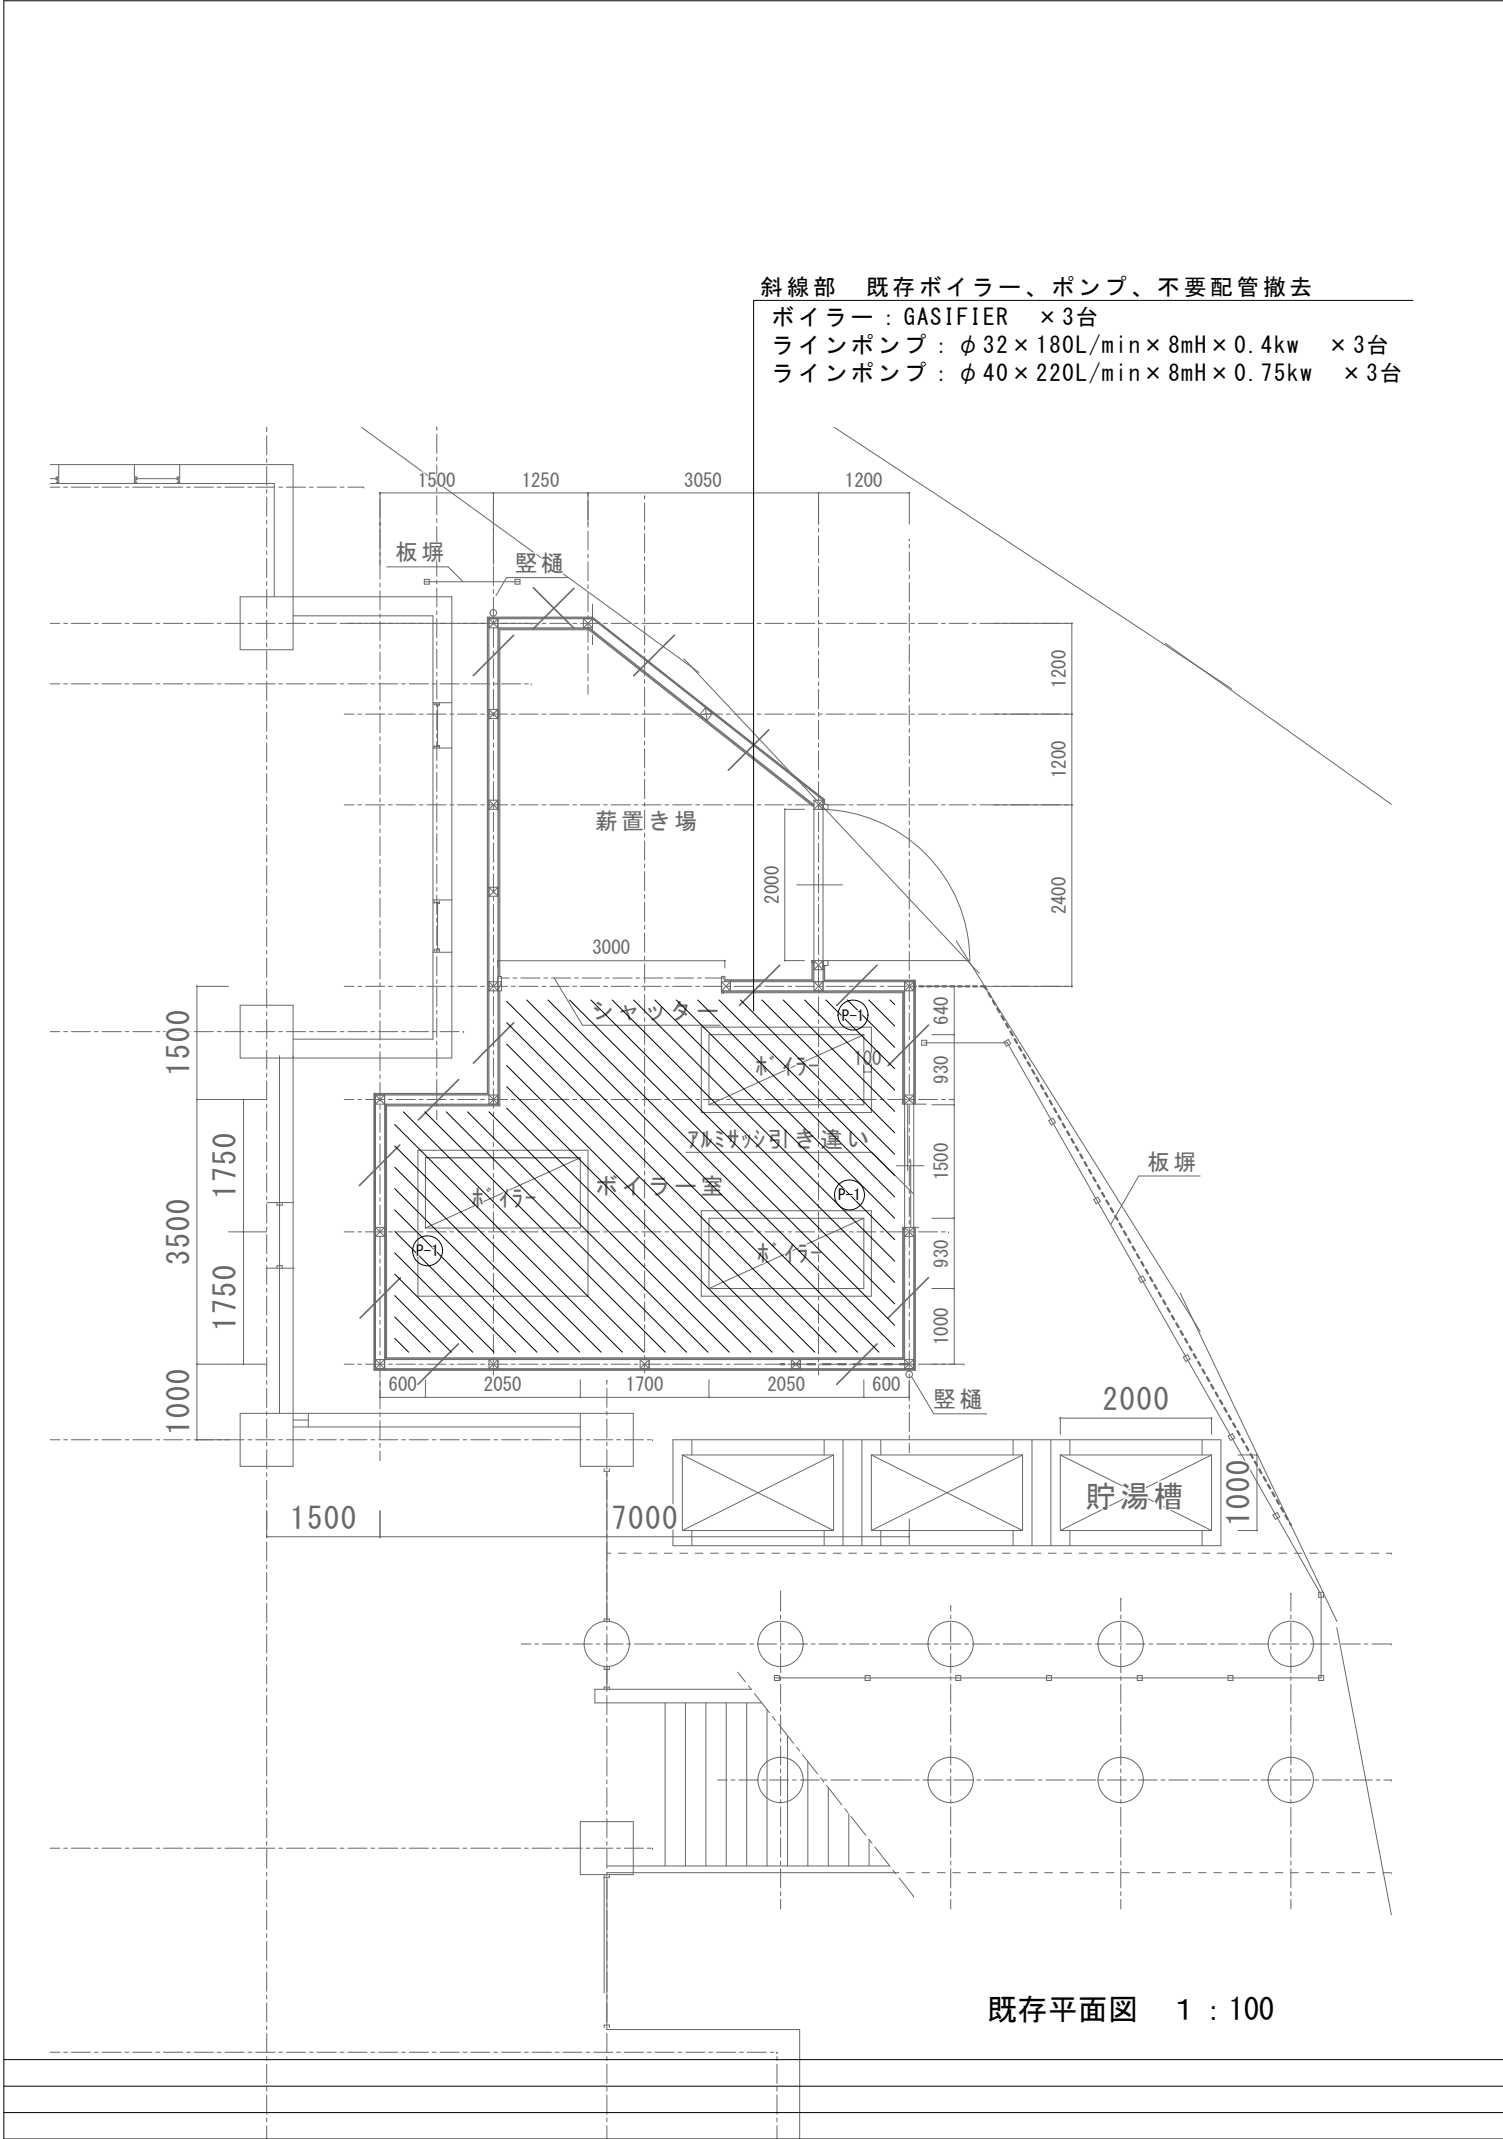 斜線部 既存ボイラー、ポンプ、不要配管撤去
ボイラー：GASIFIER ×3台
ラインポンプ：φ32×180L/min×8mH×0.4kw ×3台
ラインポンプ：φ40×220L/min×8mH×0.75kw ×3台
1500 1250 3050 1200
板塀
竪樋
1200
1200
薪置き場
2000
2400
3000
シャッター
P-1
640
1500
ボイラー
100
930
アルミサッシ引き違い
1750
1500
板塀
ボイラー
ボイラー室
P-1
3500
P-1
ボイラー
930
1750
1000
600 2050 1700 2050 600
1000
竪樋
2000
貯湯槽
1000
1500 7000
既存平面図 1：100